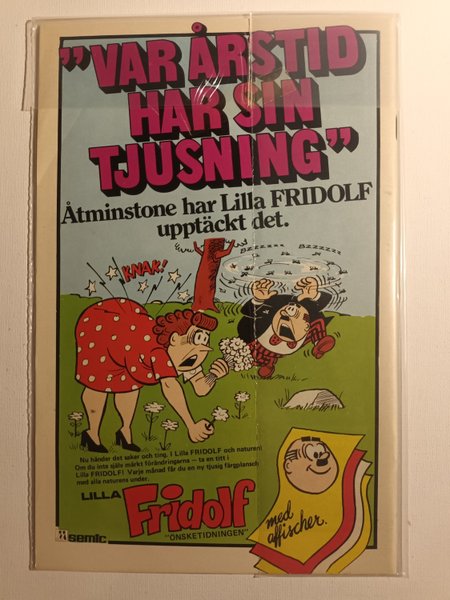 "VAR ÅRSTID
HAR SIN
TJUSNING"
Åtminstone har Lilla FRIDOLF
upptäckt det.
KNAK!
Bzzzzzz
BZZZZZZ
Nu händer det saker och ting. I Lilla FRIDOLF och naturen!
Om du inte själv märkt förändringarna – ta en titt i
Lilla FRIDOLF! Varje månad får du en ny tjusig färgplansch
med alla naturens under.
LILLA
Fridolf
"ÖNSKETIDNINGEN"
semic
med
affischer.